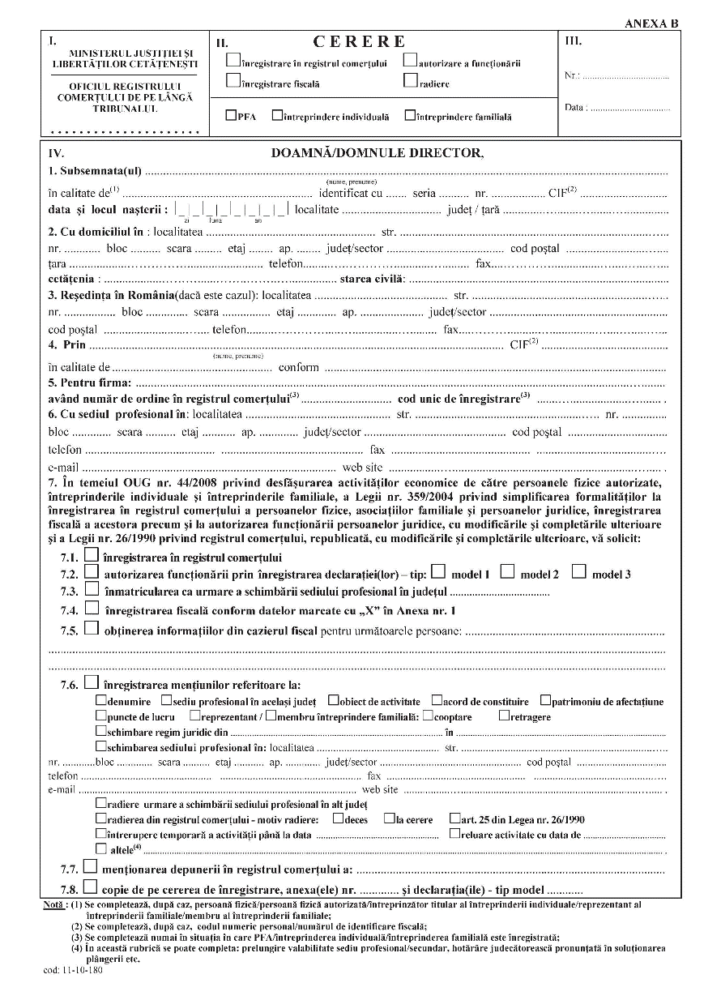 ANEXA B
I.
MINISTERUL JUSTIŢIEI ŞI
LIBERTĂŢILOR CETĂŢENEŞTI
OFICIUL REGISTRULUI
COMERŢULUI DE PE LÂNGĂ
TRIBUNALUL
.....................
II. CERERE
☐ înregistrare în registrul comerţului ☐ autorizare a funcţionării
☐ înregistrare fiscală ☐ radiere
☐ PFA ☐ întreprindere individuală ☐ întreprindere familială
III.
Nr.: ....................................
Data : .................................
IV. DOAMNĂ/DOMNULE DIRECTOR,
1. Subsemnata(ul) ..........................................................................
(nume, prenume)
în calitate de(1) ............................ identificat cu ....... seria .......... nr. ................ CIF(2) ............................
data şi locul naşterii : |_|_|_|_|_|_|_|_| localitate ................................ judeţ / ţară ................................
zi luna an
2. Cu domiciliul în : localitatea ................................ str. ................................
nr. ............ bloc .......... scara ......... etaj ........ ap. ........ judeţ/sector ................................ cod poştal ................................
ţara ................................ telefon................................ fax................................
cetăţenia : ................................ starea civilă: ................................
3. Reşedinţa în România(dacă este cazul): localitatea ................................ str. ................................
nr. ................. bloc .............. scara .......... etaj ............. ap. ............. judeţ/sector ................................
cod poştal ................................ telefon................................ fax................................
4. Prin ................................ CIF(2) ................................
(nume, prenume)
în calitate de ................................ conform ................................
5. Pentru firma: ................................
având număr de ordine în registrul comerţului(3) ............................. cod unic de înregistrare(3) ................................
6. Cu sediul profesional în: localitatea ................................ str. ................................ nr. ....................
bloc ............. scara ............ etaj ........... ap. ............ judeţ/sector ................................ cod poştal ................................
telefon ................................ ................................ fax ................................ ................................
e-mail ................................ web site ................................
7. În temeiul OUG nr. 44/2008 privind desfăşurarea activităţilor economice de către persoanele fizice autorizate,
întreprinderile individuale şi întreprinderile familiale, a Legii nr. 359/2004 privind simplificarea formalităţilor la
înregistrarea în registrul comerţului a persoanelor fizice, asociaţiilor familiale şi persoanelor juridice, înregistrarea
fiscală a acestora precum şi la autorizarea funcţionării persoanelor juridice, cu modificările şi completările ulterioare
şi a Legii nr. 26/1990 privind registrul comerţului, republicată, cu modificările şi completările ulterioare, vă solicit:
7.1. ☐ înregistrarea în registrul comerţului
7.2. ☐ autorizarea funcţionării prin înregistrarea declaraţiei(lor) – tip: ☐ model 1 ☐ model 2 ☐ model 3
7.3. ☐ înmatricularea ca urmare a schimbării sediului profesional în judeţul ................................
7.4. ☐ înregistrarea fiscală conform datelor marcate cu „X” în Anexa nr. 1
7.5. ☐ obţinerea informaţiilor din cazierul fiscal pentru următoarele persoane: ................................
................................................................
................................................................
7.6. ☐ înregistrarea menţiunilor referitoare la:
☐ denumire ☐ sediu profesional în acelaşi judeţ ☐ obiect de activitate ☐ acord de constituire ☐ patrimoniu de afectaţiune
☐ puncte de lucru ☐ reprezentant / ☐ membru întreprindere familială: ☐ cooptare ☐ retragere
☐ schimbare regim juridic din ................................ în ................................
☐ schimbarea sediului profesional în: localitatea ................................ str. ................................
nr. .............bloc ............. scara .......... etaj ........... ap. ........... judeţ/sector ................................ cod poştal ................................
telefon ................................ ................................ fax ................................ ................................
e-mail ................................ web site ................................
☐ radiere urmare a schimbării sediului profesional în alt judeţ
☐ radierea din registrul comerţului - motiv radiere: ☐ deces ☐ la cerere ☐ art. 25 din Legea nr. 26/1990
☐ întrerupere temporară a activităţii până la data ................................ ☐ reluare activitate cu data de ................................
☐ altele(4) ................................
7.7. ☐ menţionarea depunerii în registrul comerţului a: ................................
7.8. ☐ copie de pe cererea de înregistrare, anexa(ele) nr. ............ şi declaraţia(ile) - tip model ...........
Notă : (1) Se completează, după caz, persoană fizică/persoană fizică autorizată/întreprinzător titular al întreprinderii individuale/reprezentant al
întreprinderii familiale/membru al întreprinderii familiale;
(2) Se completează, după caz, codul numeric personal/numărul de identificare fiscală;
(3) Se completează numai în situaţia în care PFA/întreprinderea individuală/întreprinderea familială este înregistrată;
(4) În această rubrică se poate completa: prelungire valabilitate sediu profesional/secundar, hotărâre judecătorească pronunţată în soluţionarea
plângerii etc.
cod: 11-10-180